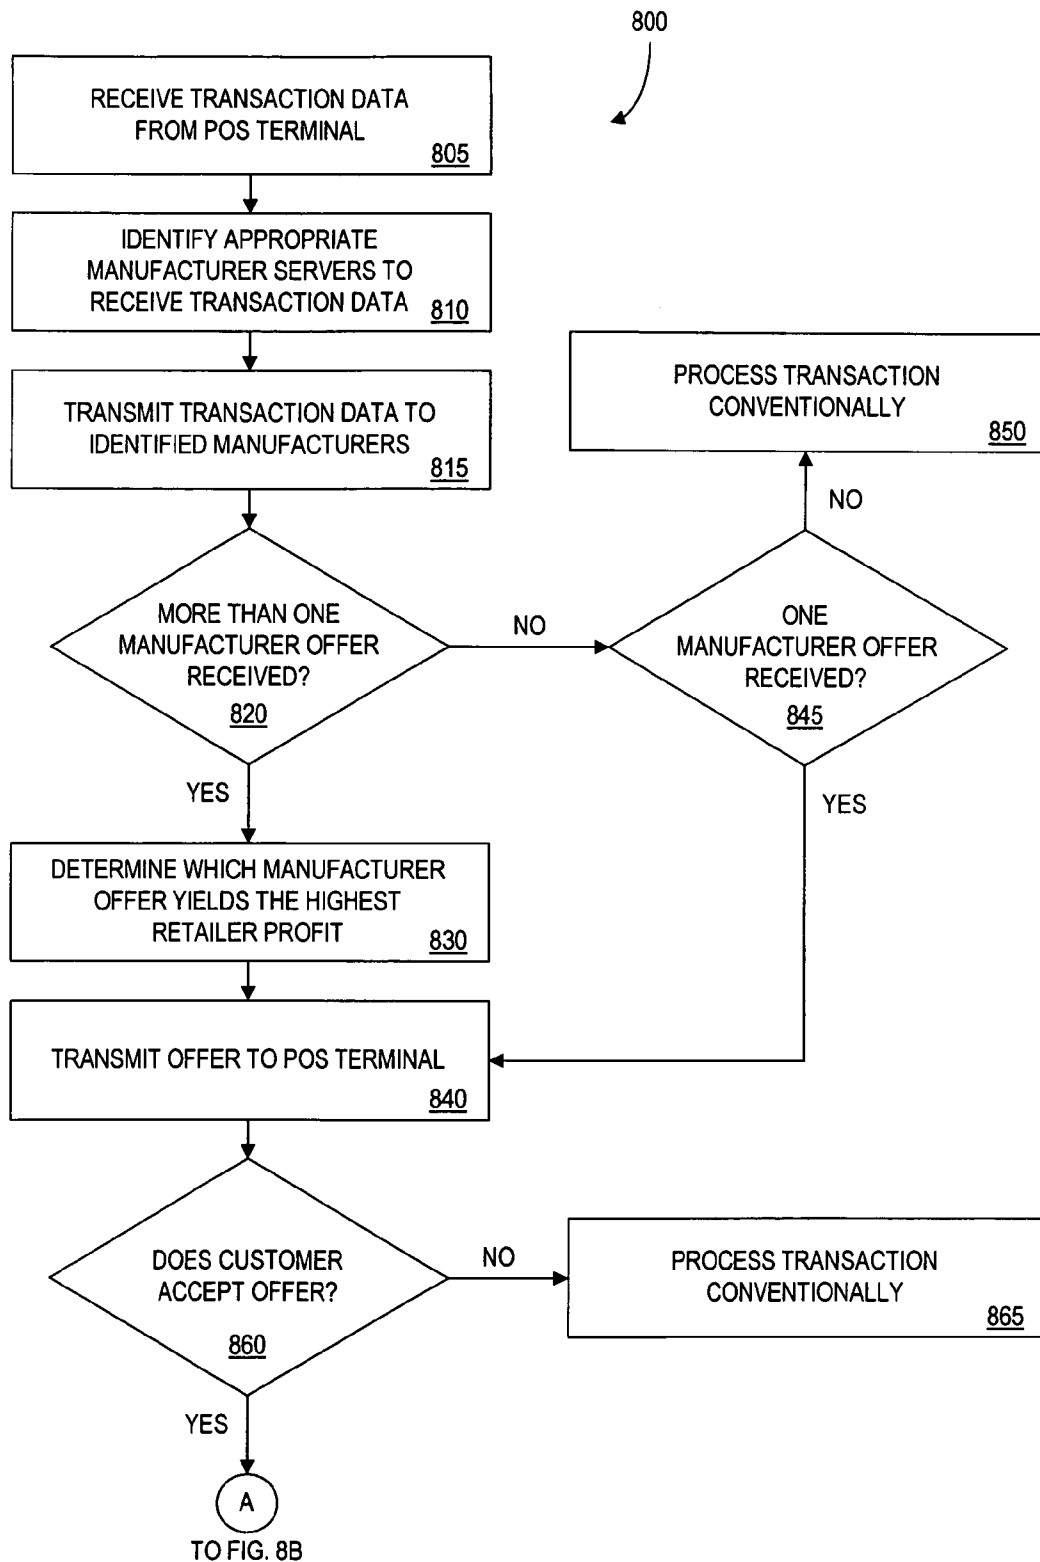 800
RECEIVE TRANSACTION DATA
FROM POS TERMINAL
805
IDENTIFY APPROPRIATE
MANUFACTURER SERVERS TO
RECEIVE TRANSACTION DATA
810
TRANSMIT TRANSACTION DATA TO
IDENTIFIED MANUFACTURERS
815
PROCESS TRANSACTION
CONVENTIONALLY
850
NO
MORE THAN ONE
MANUFACTURER OFFER
RECEIVED?
820
NO
ONE
MANUFACTURER OFFER
RECEIVED?
845
YES
YES
DETERMINE WHICH MANUFACTURER
OFFER YIELDS THE HIGHEST
RETAILER PROFIT
830
TRANSMIT OFFER TO POS TERMINAL
840
DOES CUSTOMER
ACCEPT OFFER?
860
NO
PROCESS TRANSACTION
CONVENTIONALLY
865
YES
A
TO FIG. 8B